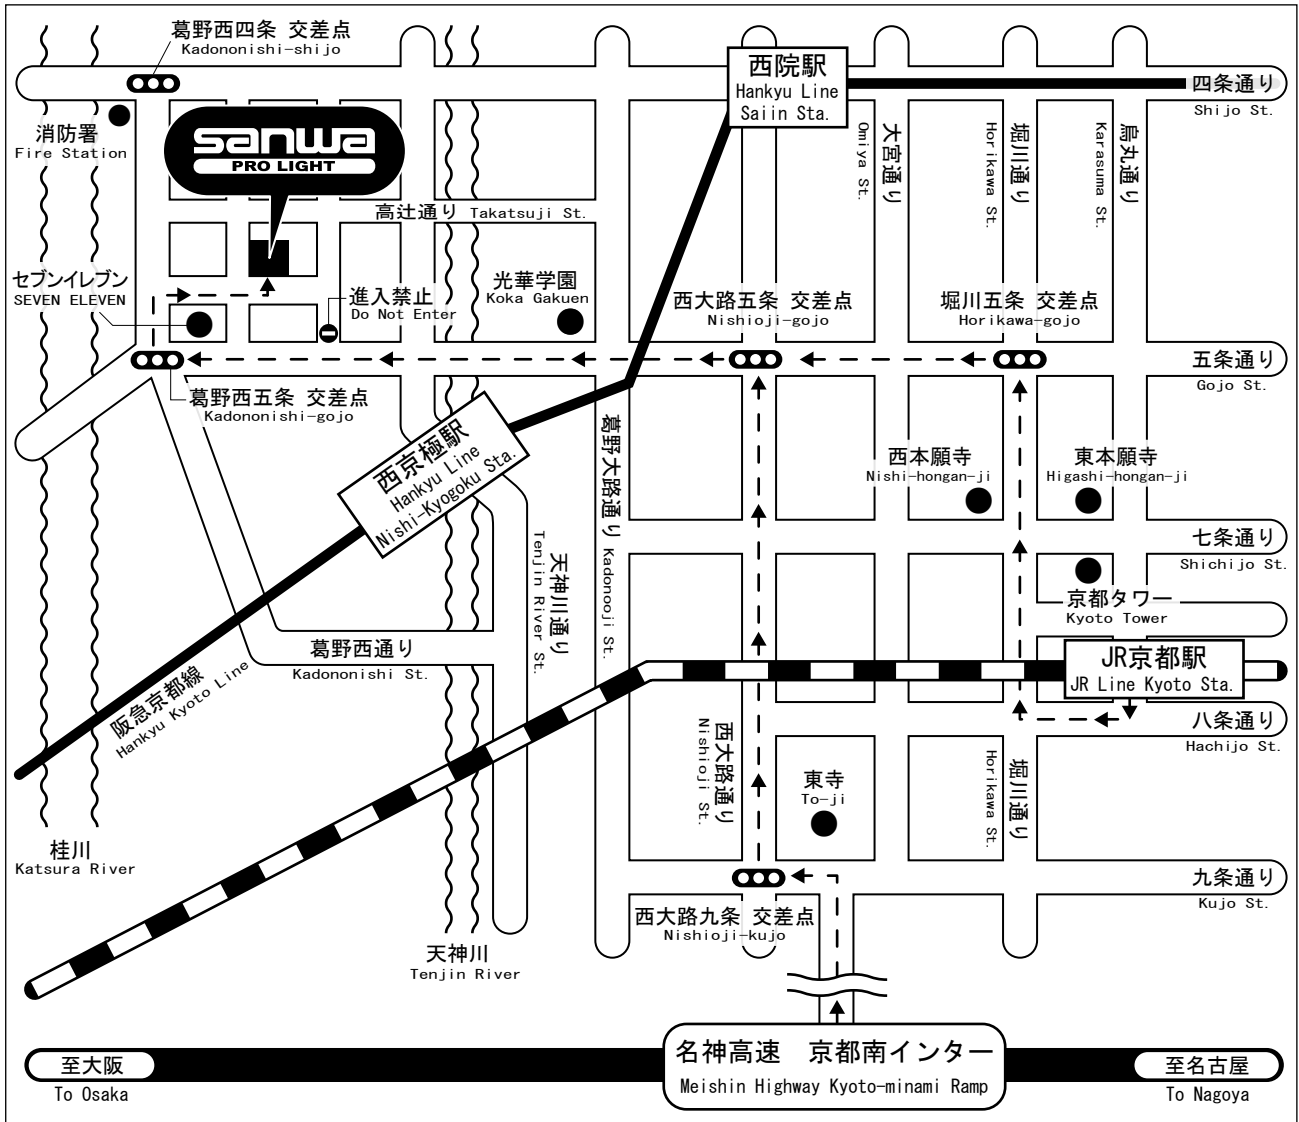 葛野西四条 交差点
Kadononishi-shijo
西院駅
Hankyu Line
Saiin Sta.
四条通り
Shijo St.
消防署
Fire Station
sanwa
PRO LIGHT
大宮通り
Omiya St.
堀川通り
Horikawa St.
烏丸通り
Karasuma St.
高辻通り Takatsuji St.
セブンイレブン
SEVEN ELEVEN
進入禁止
Do Not Enter
光華学園
Koka Gakuen
西大路五条 交差点
Nishioji-gojo
堀川五条 交差点
Horikawa-gojo
五条通り
Gojo St.
葛野西五条 交差点
Kadononishi-gojo
西京極駅
Hankyu Line
Nishi-Kyogoku Sta.
葛野大路通り Kadonooji St.
西本願寺
Nishi-hongan-ji
東本願寺
Higashi-hongan-ji
七条通り
Shichijo St.
天神川通り
Tenjin River St.
京都タワー
Kyoto Tower
葛野西通り
Kadononishi St.
JR京都駅
JR Line Kyoto Sta.
阪急京都線
Hankyu Kyoto Line
八条通り
Hachijo St.
西大路通り
Nishioji St.
東寺
To-ji
堀川通り
Horikawa St.
桂川
Katsura River
九条通り
Kujo St.
西大路九条 交差点
Nishioji-kujo
天神川
Tenjin River
名神高速 京都南インター
Meishin Highway Kyoto-minami Ramp
至大阪
To Osaka
至名古屋
To Nagoya